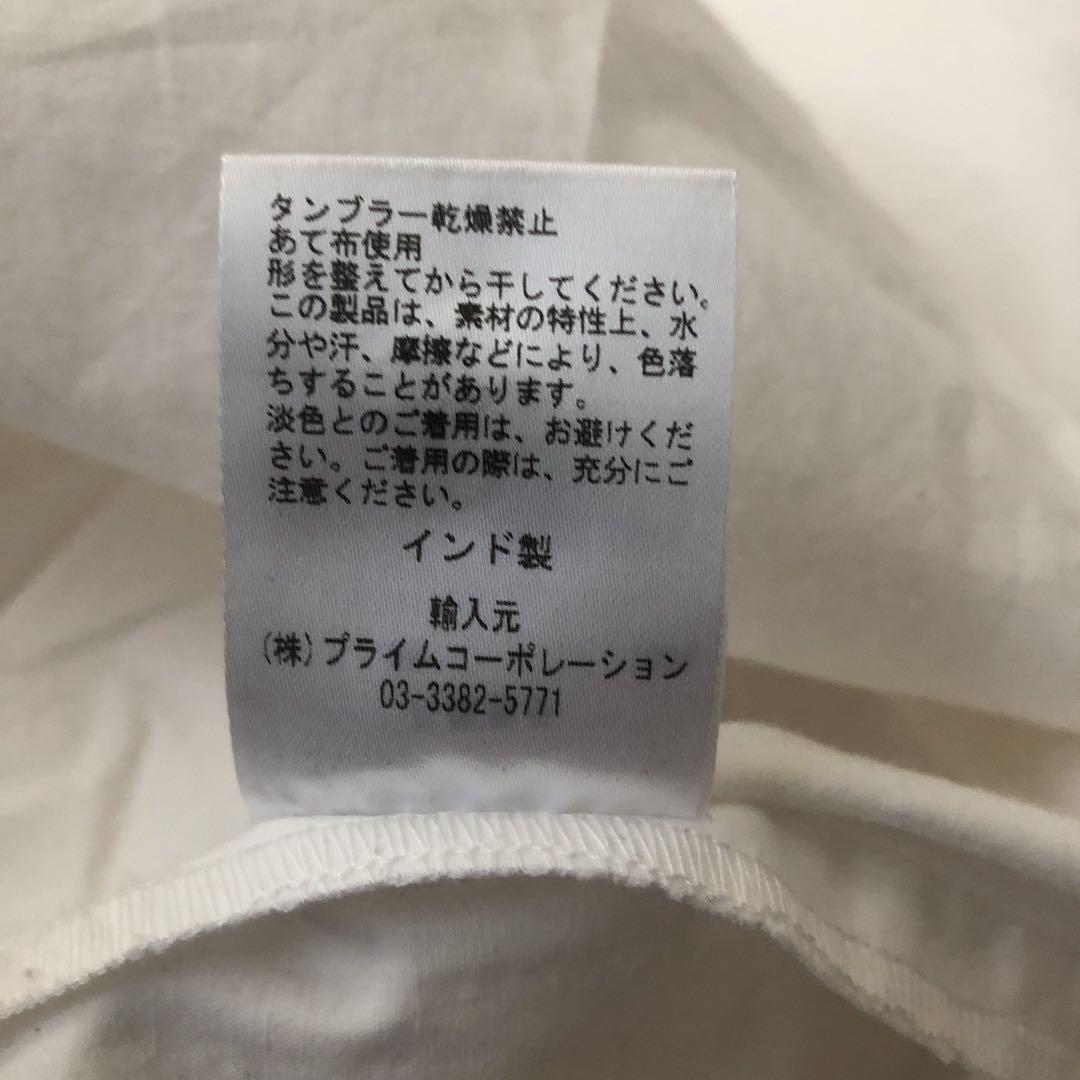 タンブラー乾燥禁止
あて布使用
形を整えてから干してください。
この製品は、素材の特性上、水
分や汗、摩擦などにより、色落
ちすることがあります。
淡色とのご着用は、お避けくだ
さい。ご着用の際は、充分にご
注意ください。
インド製
輸入元
(株)プライムコーポレーション
03-3382-5771